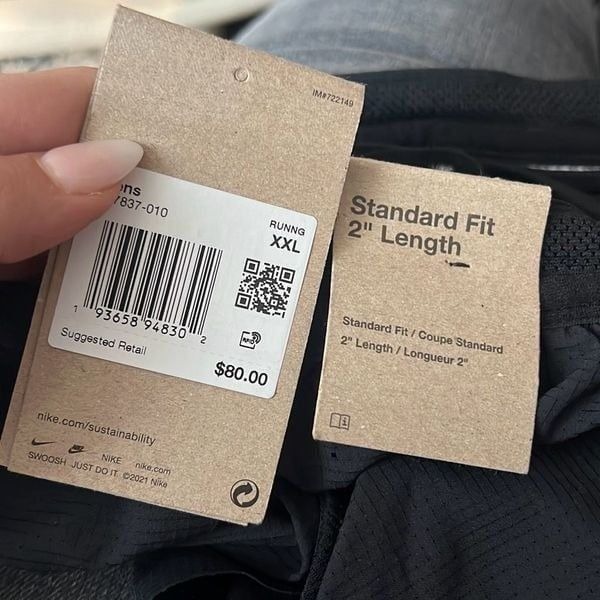 IM#722149
7837-010
RUNNG
XXL
1 93658 94830 2
RFID
Suggested Retail
$80.00
nike.com/sustainability
NIKE nike.com
SWOOSH JUST DO IT ©2021 Nike
Standard Fit
2" Length
Standard Fit / Coupe Standard
2" Length / Longueur 2"